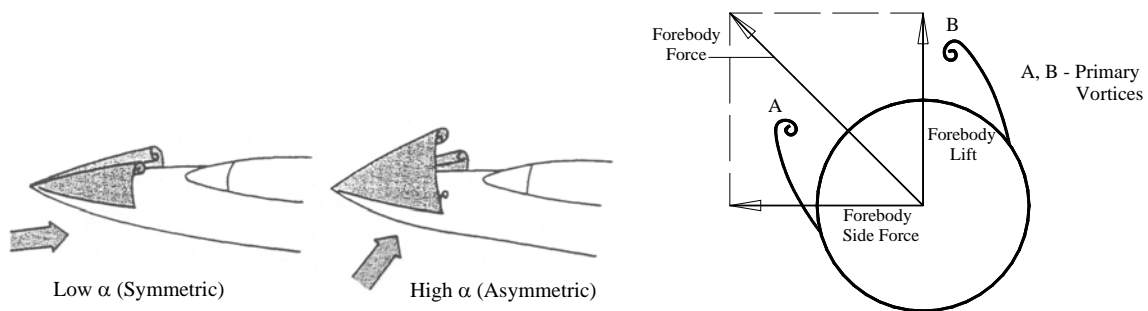 Low α (Symmetric)
High α (Asymmetric)
Forebody
Force
A
B
Forebody
Lift
Forebody
Side Force
A, B - Primary
Vortices